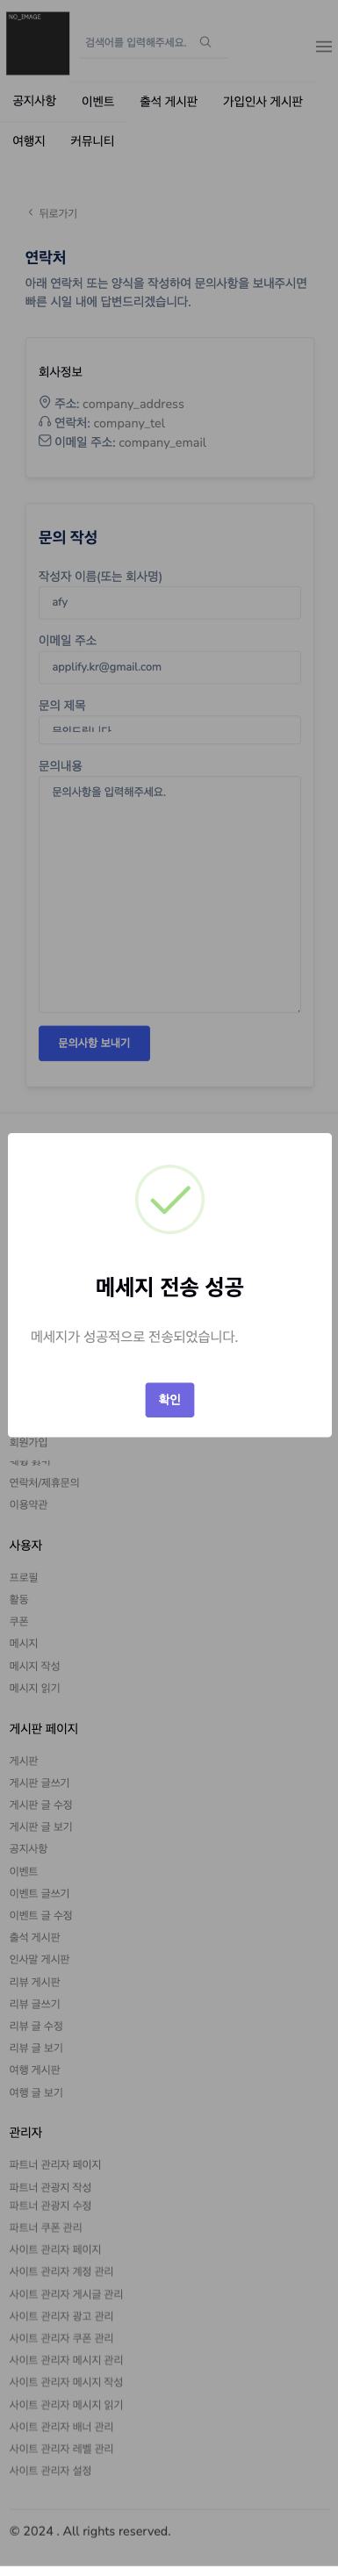 NO_IMAGE
검색어를 입력해주세요.
공지사항 이벤트 출석 게시판 가입인사 게시판
여행지 커뮤니티
뒤로가기
연락처
아래 연락처 또는 양식을 작성하여 문의사항을 보내주시면
빠른 시일 내에 답변드리겠습니다.
회사정보
주소: company_address
연락처: company_tel
이메일 주소: company_email
문의 작성
작성자 이름(또는 회사명)
afy
이메일 주소
applify.kr@gmail.com
문의 제목
문의드립니다
문의내용
문의사항을 입력해주세요.
문의사항 보내기
메세지 전송 성공
메세지가 성공적으로 전송되었습니다.
확인
회원가입
연락처/제휴문의
이용약관
사용자
프로필
활동
쿠폰
메시지
메시지 작성
메시지 읽기
게시판 페이지
게시판
게시판 글쓰기
게시판 글 수정
게시판 글 보기
공지사항
이벤트
이벤트 글쓰기
이벤트 글 수정
출석 게시판
인사말 게시판
리뷰 게시판
리뷰 글쓰기
리뷰 글 수정
리뷰 글 보기
여행 게시판
여행 글 보기
관리자
파트너 관리자 페이지
파트너 관광지 작성
파트너 관광지 수정
파트너 쿠폰 관리
사이트 관리자 페이지
사이트 관리자 계정 관리
사이트 관리자 게시글 관리
사이트 관리자 광고 관리
사이트 관리자 쿠폰 관리
사이트 관리자 메시지 관리
사이트 관리자 메시지 작성
사이트 관리자 메시지 읽기
사이트 관리자 배너 관리
사이트 관리자 레벨 관리
사이트 관리자 설정
© 2024 . All rights reserved.